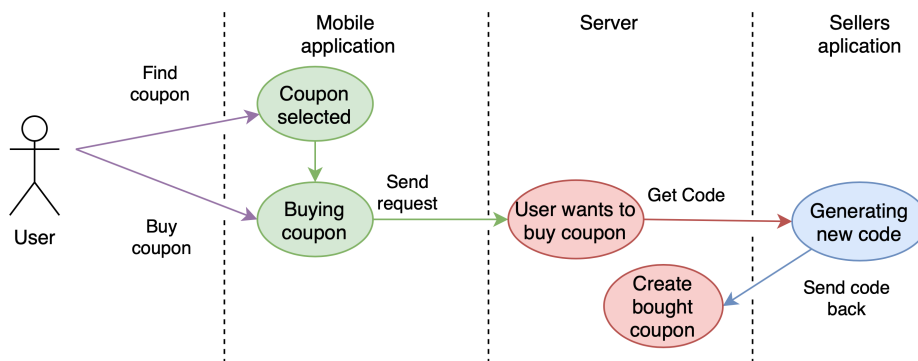 Mobile
application
Server
Sellers
aplication
Find
coupon
Coupon
selected
User
Buy
coupon
Buying
coupon
Send
request
User wants to
buy coupon
Get Code
Generating
new code
Send code
back
Create
bought
coupon